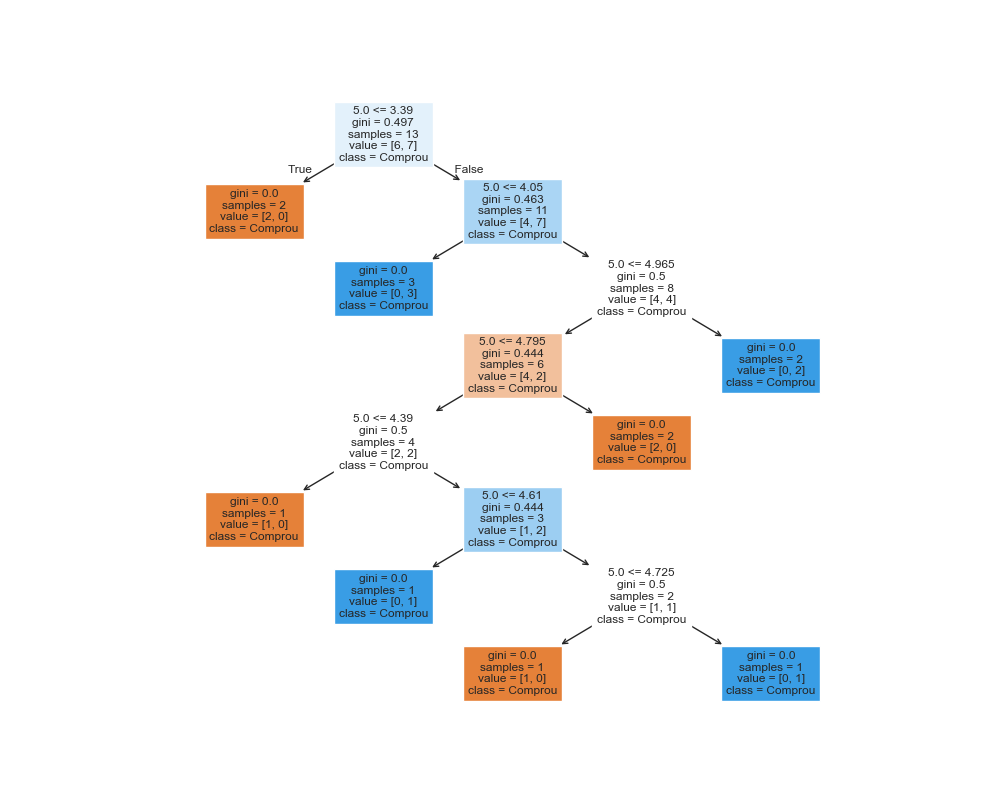 5.0 <= 3.39
gini = 0.497
samples = 13
value = [6, 7]
class = Comprou
True
False
gini = 0.0
samples = 2
value = [2, 0]
class = Comprou
5.0 <= 4.05
gini = 0.463
samples = 11
value = [4, 7]
class = Comprou
gini = 0.0
samples = 3
value = [0, 3]
class = Comprou
5.0 <= 4.965
gini = 0.5
samples = 8
value = [4, 4]
class = Comprou
5.0 <= 4.795
gini = 0.444
samples = 6
value = [4, 2]
class = Comprou
gini = 0.0
samples = 2
value = [0, 2]
class = Comprou
5.0 <= 4.39
gini = 0.5
samples = 4
value = [2, 2]
class = Comprou
gini = 0.0
samples = 2
value = [2, 0]
class = Comprou
gini = 0.0
samples = 1
value = [1, 0]
class = Comprou
5.0 <= 4.61
gini = 0.444
samples = 3
value = [1, 2]
class = Comprou
gini = 0.0
samples = 1
value = [0, 1]
class = Comprou
5.0 <= 4.725
gini = 0.5
samples = 2
value = [1, 1]
class = Comprou
gini = 0.0
samples = 1
value = [1, 0]
class = Comprou
gini = 0.0
samples = 1
value = [0, 1]
class = Comprou